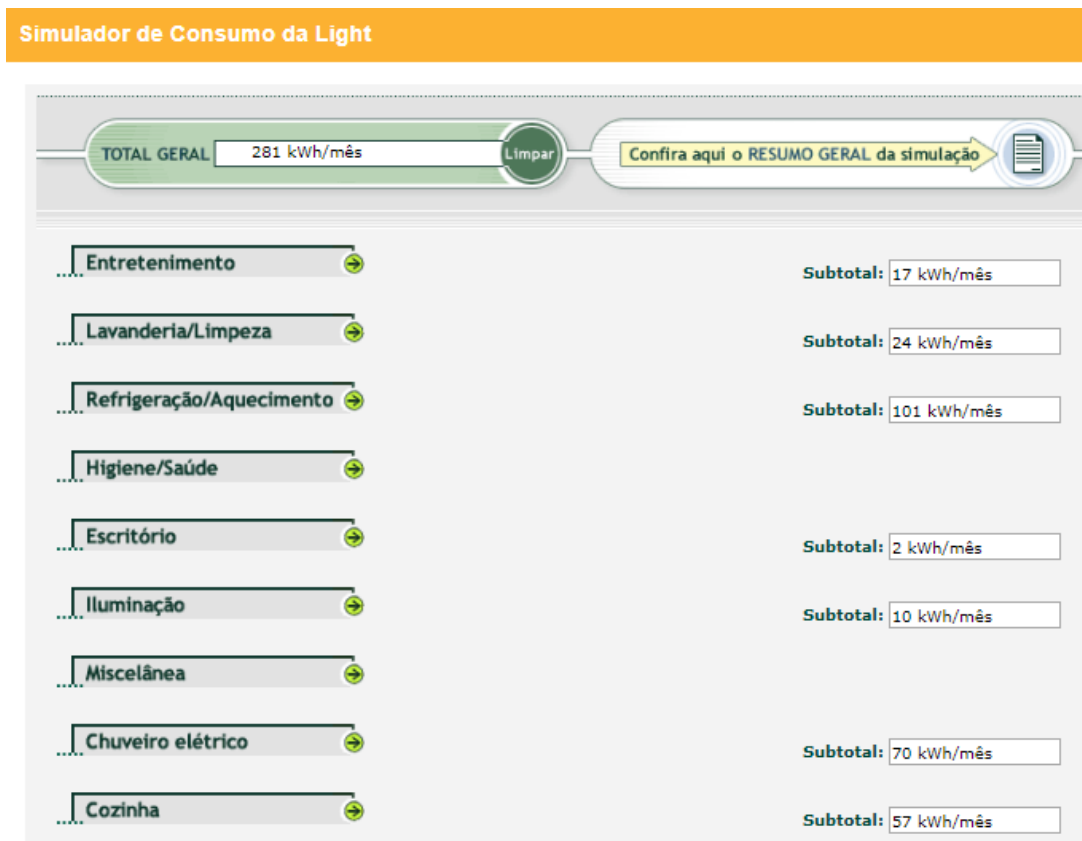 Simulador de Consumo da Light
TOTAL GERAL 281 kWh/mês Limpar Confira aqui o RESUMO GERAL da simulação
Entretenimento Subtotal: 17 kWh/mês
Lavanderia/Limpeza Subtotal: 24 kWh/mês
Refrigeração/Aquecimento Subtotal: 101 kWh/mês
Higiene/Saúde
Escritório Subtotal: 2 kWh/mês
Iluminação Subtotal: 10 kWh/mês
Miscelânea
Chuveiro elétrico Subtotal: 70 kWh/mês
Cozinha Subtotal: 57 kWh/mês